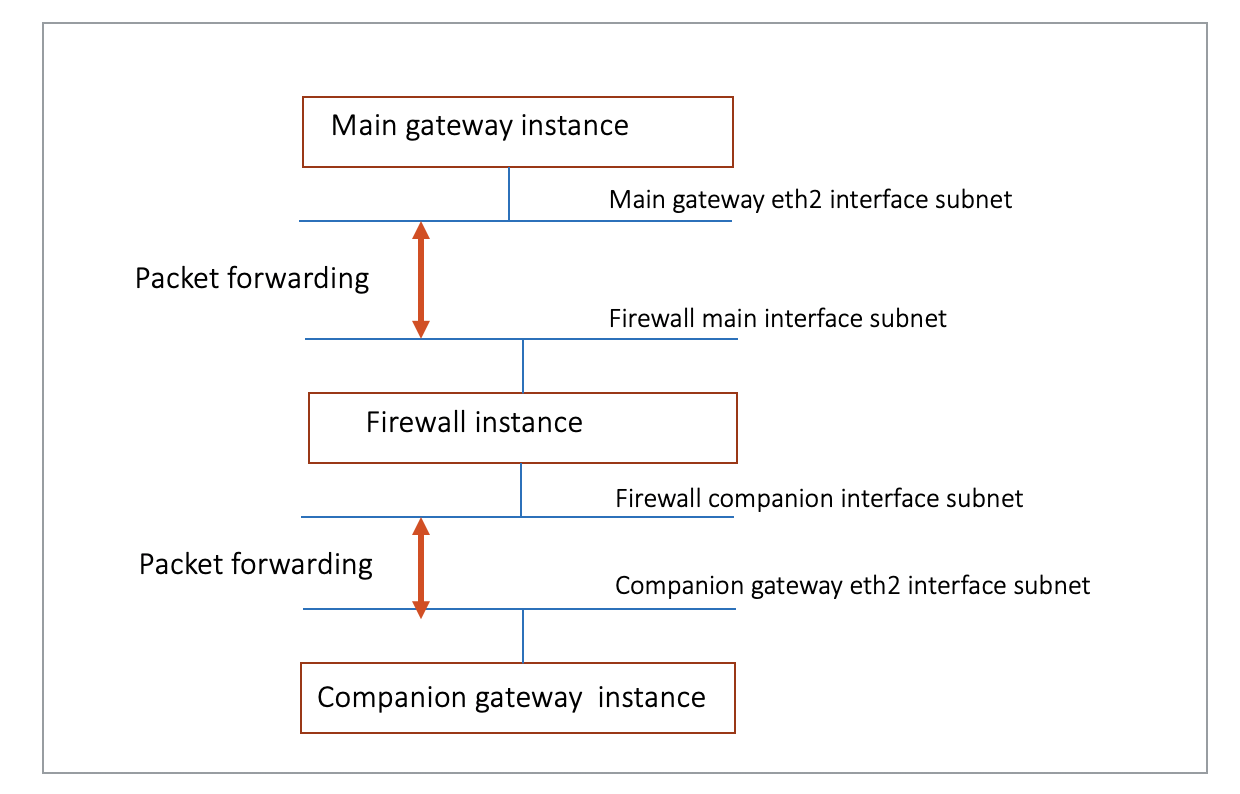 Main gateway instance
Main gateway eth2 interface subnet
Packet forwarding
Firewall main interface subnet
Firewall instance
Firewall companion interface subnet
Packet forwarding
Companion gateway eth2 interface subnet
Companion gateway  instance